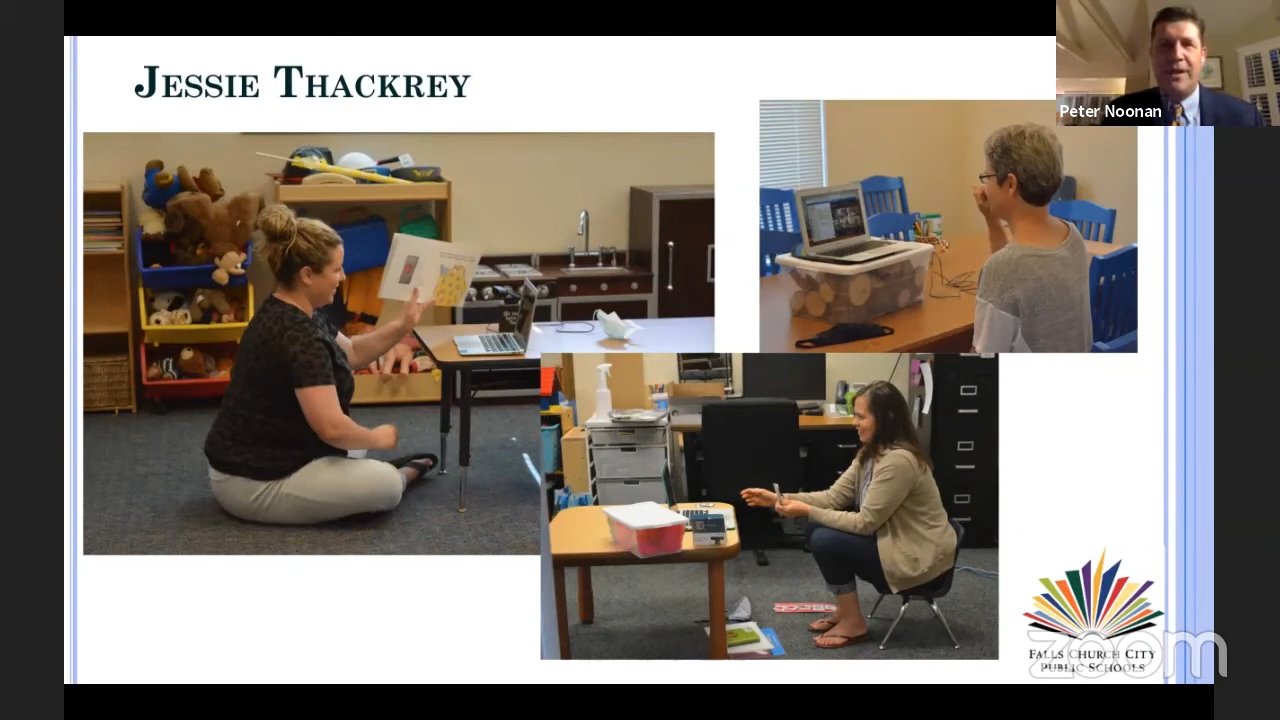 Jessie Thackrey
Peter Noonan
zoom
Falls Church City
Public Schools